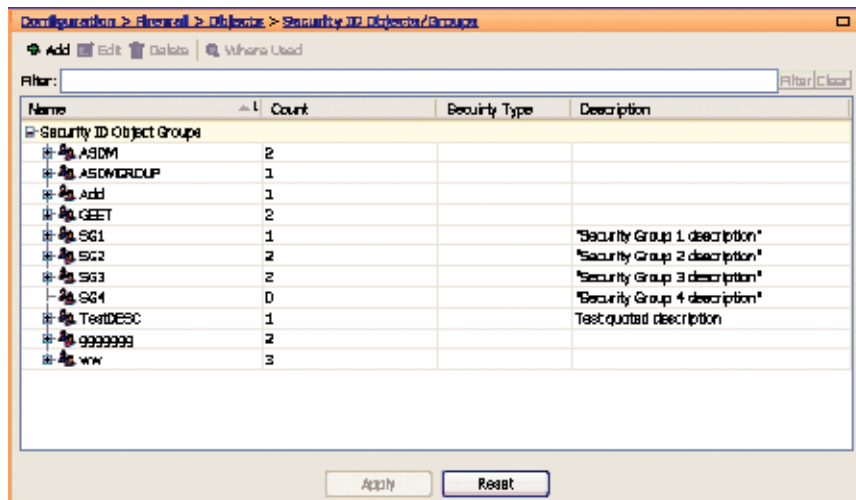 Configuration > Firewall > Objects > Security ID Objects/Groups
Add Edit Delete Where Used
Filter: Filter Clear
Name Count Secuirty Type Description
Security ID Object Groups
ASDM 2
ASDMGROUP 1
Add 1
GEET 2
SG1 1 "Security Group 1 description"
SG2 2 "Security Group 2 description"
SG3 2 "Security Group 3 description"
SG4 0 "Security Group 4 description"
TestDESC 1 Test quoted description
ggggggg 2
ww 3
Apply Reset